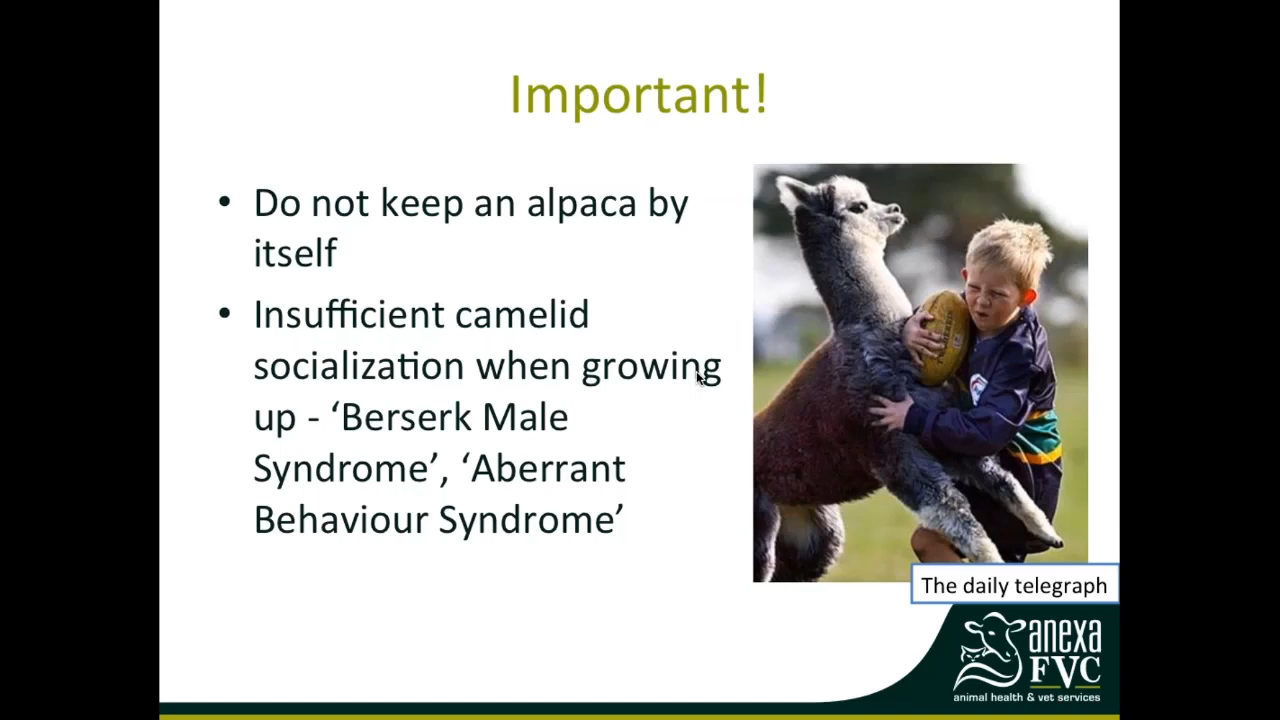 Important!
• Do not keep an alpaca by
itself
• Insufficient camelid
socialization when growing
up - ‘Berserk Male
Syndrome’, ‘Aberrant
Behaviour Syndrome’
The daily telegraph
anexa
FVC
animal health & vet services